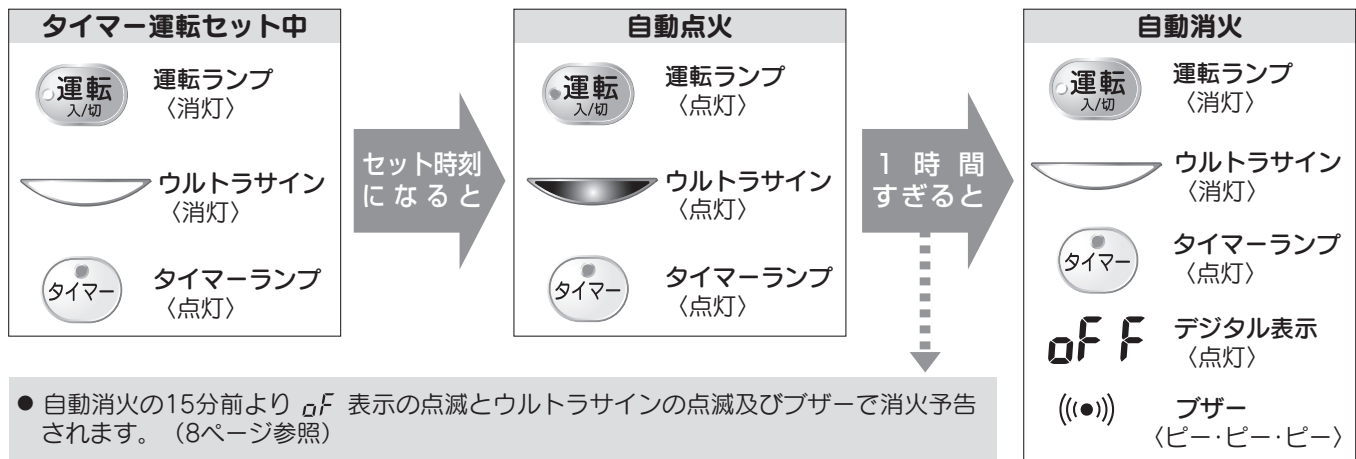 タイマー運転セット中
運転
入/切
運転ランプ
〈消灯〉
ウルトラサイン
〈消灯〉
タイマー
タイマーランプ
〈点灯〉
セット時刻
になると
自動点火
運転
入/切
運転ランプ
〈点灯〉
ウルトラサイン
〈点灯〉
タイマー
タイマーランプ
〈点灯〉
1時間
すぎると
自動消火
運転
入/切
運転ランプ
〈消灯〉
ウルトラサイン
〈消灯〉
タイマー
タイマーランプ
〈点灯〉
oFF
デジタル表示
〈点灯〉
ブザー
〈ピー・ピー・ピー〉
● 自動消火の15分前より oF 表示の点滅とウルトラサインの点滅及びブザーで消火予告
されます。（8ページ参照）